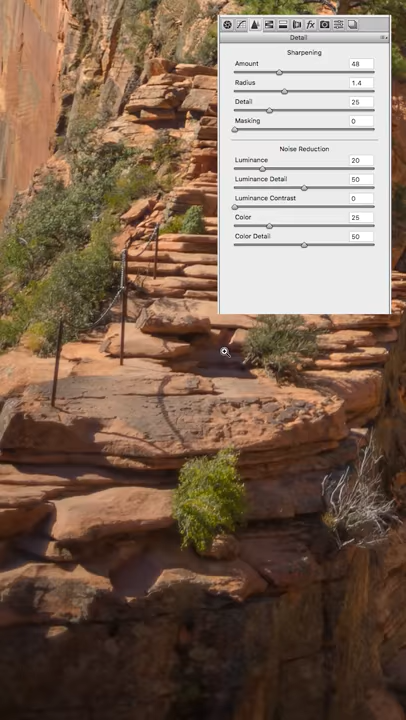 fx
Detail
Sharpening
Amount 48
Radius 1.4
Detail 25
Masking 0
Noise Reduction
Luminance 20
Luminance Detail 50
Luminance Contrast 0
Color 25
Color Detail 50